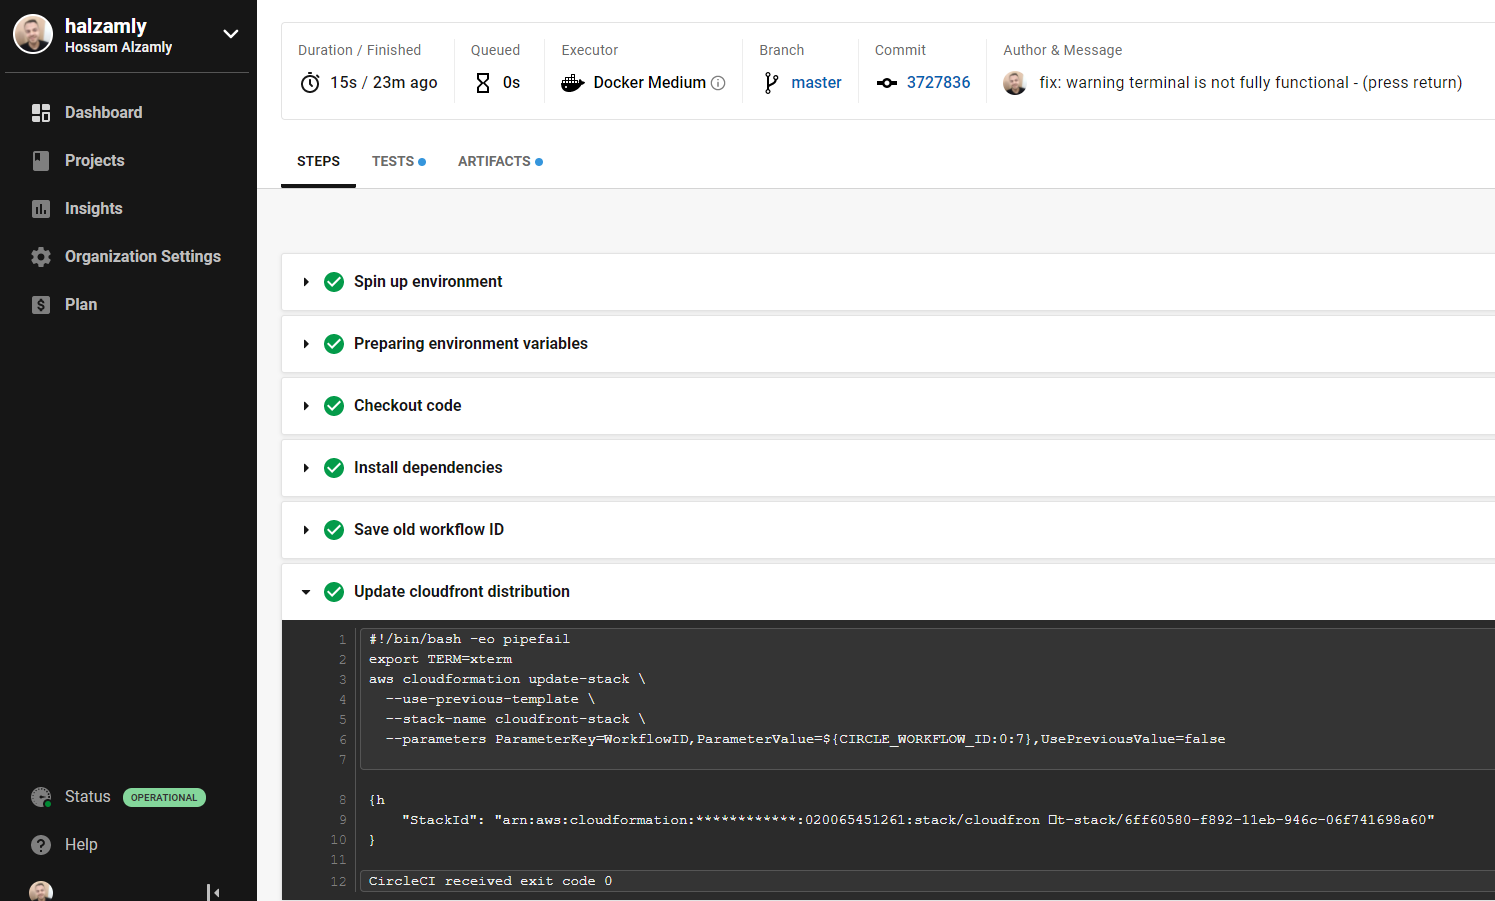 halzamly
Hossam Alzamly
Dashboard
Projects
Insights
Organization Settings
Plan
Status OPERATIONAL
Help
Duration / Finished
15s / 23m ago
Queued
0s
Executor
Docker Medium
Branch
master
Commit
3727836
Author & Message
fix: warning terminal is not fully functional - (press return)
STEPS TESTS ARTIFACTS
Spin up environment
Preparing environment variables
Checkout code
Install dependencies
Save old workflow ID
Update cloudfront distribution
1 #!/bin/bash -eo pipefail
2 export TERM=xterm
3 aws cloudformation update-stack \
4 --use-previous-template \
5 --stack-name cloudfront-stack \
6 --parameters ParameterKey=WorkflowID,ParameterValue=${CIRCLE_WORKFLOW_ID:0:7},UsePreviousValue=false
7
8 {h
9 "StackId": "arn:aws:cloudformation:************:020065451261:stack/cloudfron □t-stack/6ff60580-f892-11eb-946c-06f741698a60"
10 }
11
12 CircleCI received exit code 0